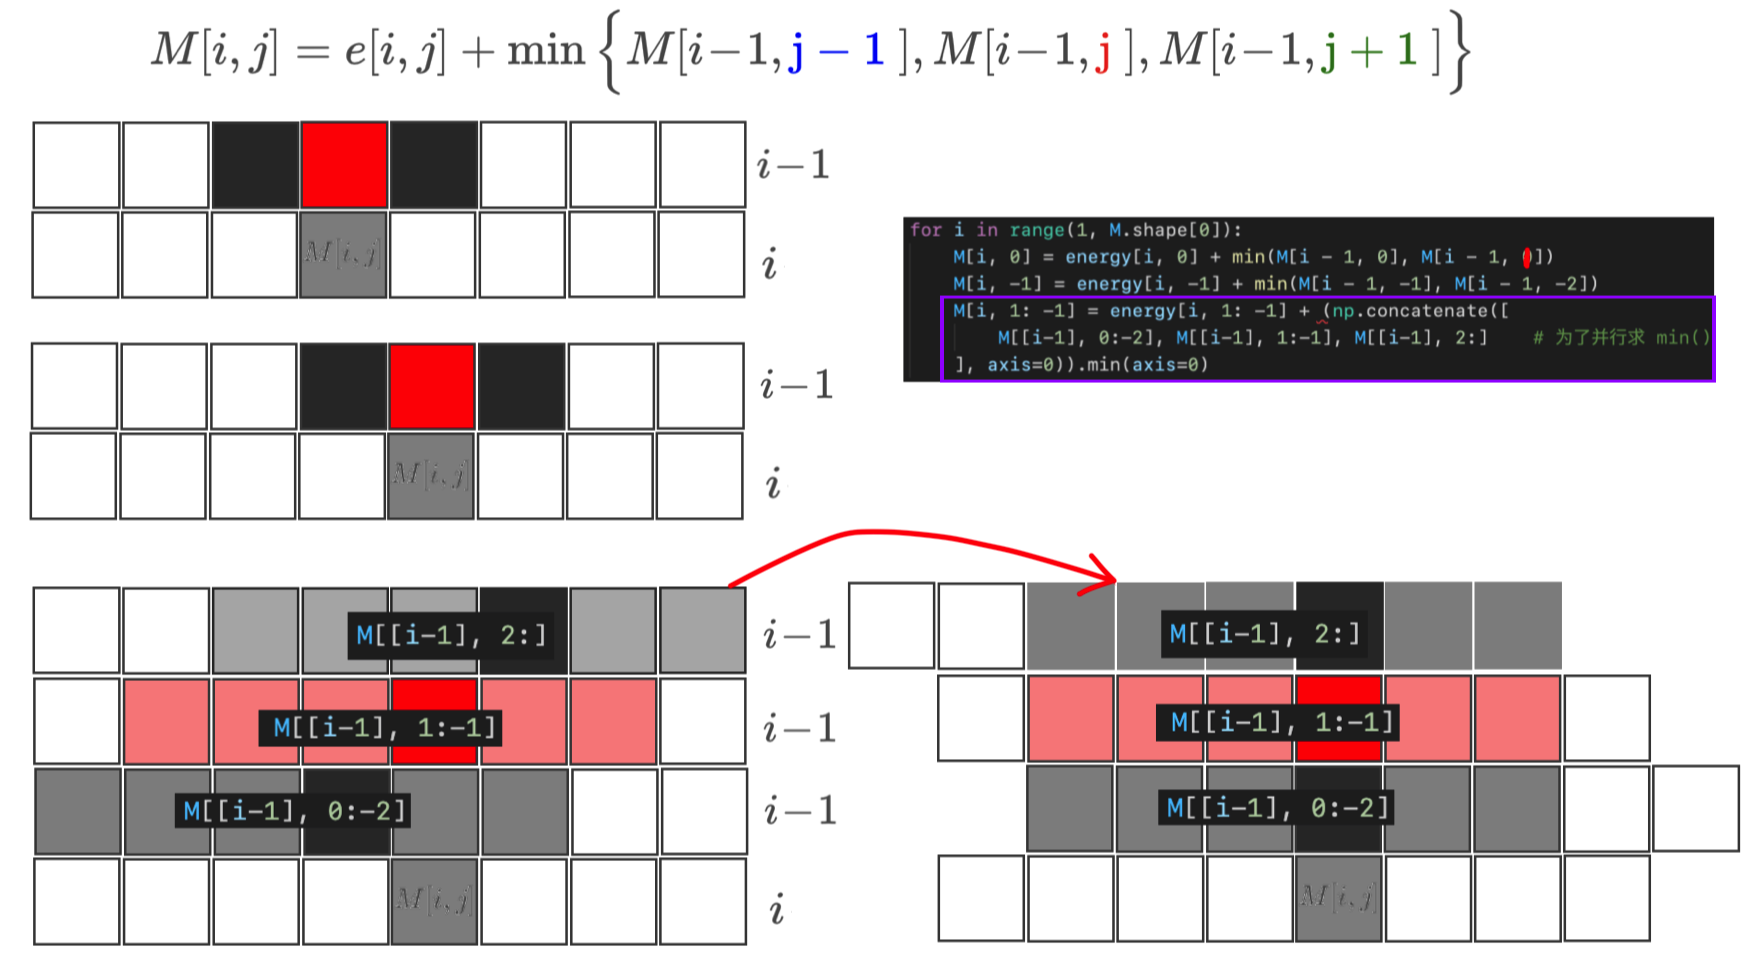 M[i, j] = e[i, j] + min { M[i−1, j − 1 ], M[i−1, j ], M[i−1, j + 1 ] }
i−1
M[i, j]
i
for i in range(1, M.shape[0]):
M[i, 0] = energy[i, 0] + min(M[i − 1, 0], M[i − 1, ])
M[i, −1] = energy[i, −1] + min(M[i − 1, −1], M[i − 1, −2])
M[i, 1: −1] = energy[i, 1: −1] + (np.concatenate([
M[[i−1], 0:−2], M[[i−1], 1:−1], M[[i−1], 2:] # 为了并行求 min()
], axis=0)).min(axis=0)
i−1
M[i, j]
i
M[[i−1], 2:]
i−1
M[[i−1], 1:−1]
i−1
M[[i−1], 0:−2]
i−1
M[i, j]
i
M[[i−1], 2:]
M[[i−1], 1:−1]
M[[i−1], 0:−2]
M[i, j]